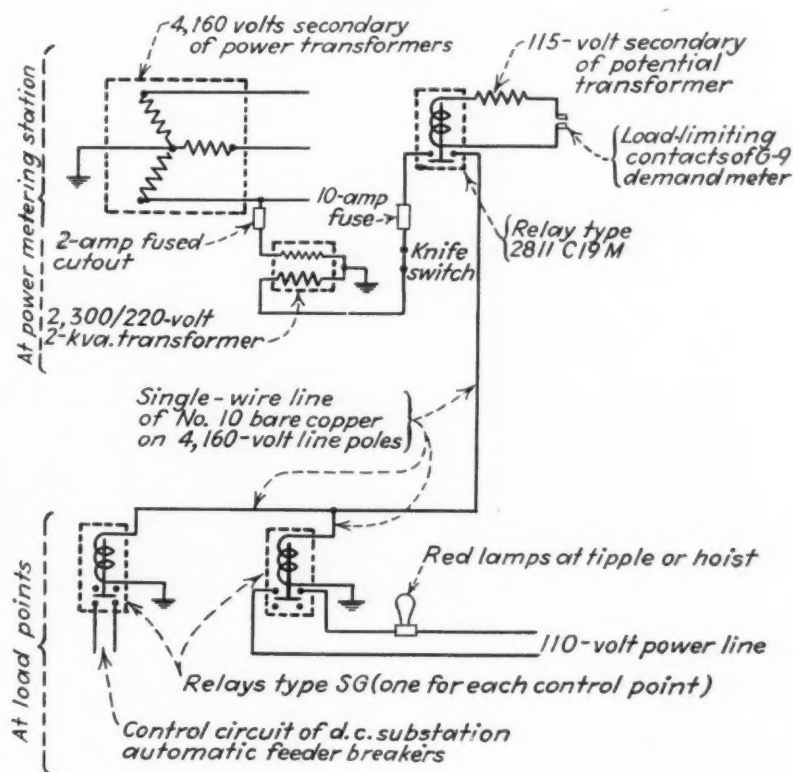 At power metering station
4,160 volts secondary
of power transformers
115-volt secondary
of potential
transformer
Load-limiting
contacts of G-9
demand meter
10-amp
fuse
2-amp fused
cutout
Knife
switch
Relay type
2811 C19M
2,300/220-volt
2-kva. transformer
Single-wire line
of No. 10 bare copper
on 4,160-volt line poles
At load points
Red lamps at tipple or hoist
110-volt power line
Relays type SG (one for each control point)
Control circuit of d.c. substation
automatic feeder breakers